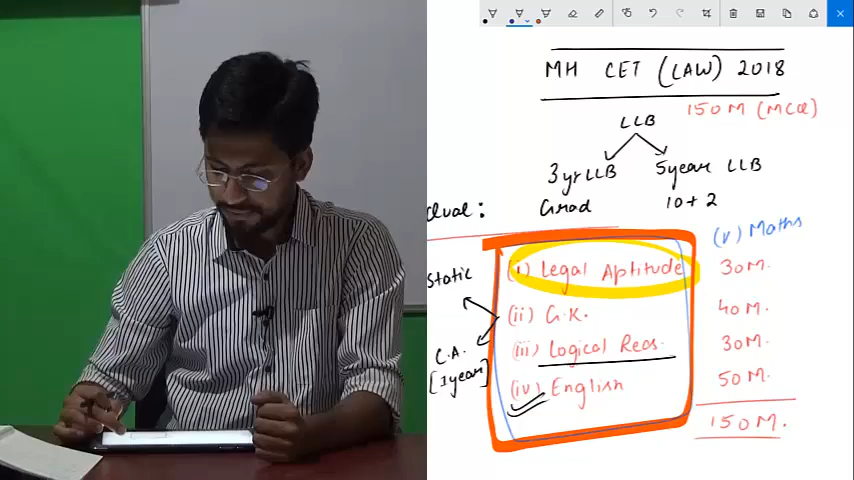 MH CET (LAW) 2018
150 M (MCQ)
LLB
3yr LLB 5year LLB
Grad 10+2
dual:
(v) Maths
(i) Legal Aptitude 30M.
Static
(ii) G.K. 40M.
(iii) Logical Reas. 30M.
C.A.
[1year]
(iv) English 50M.
150M.